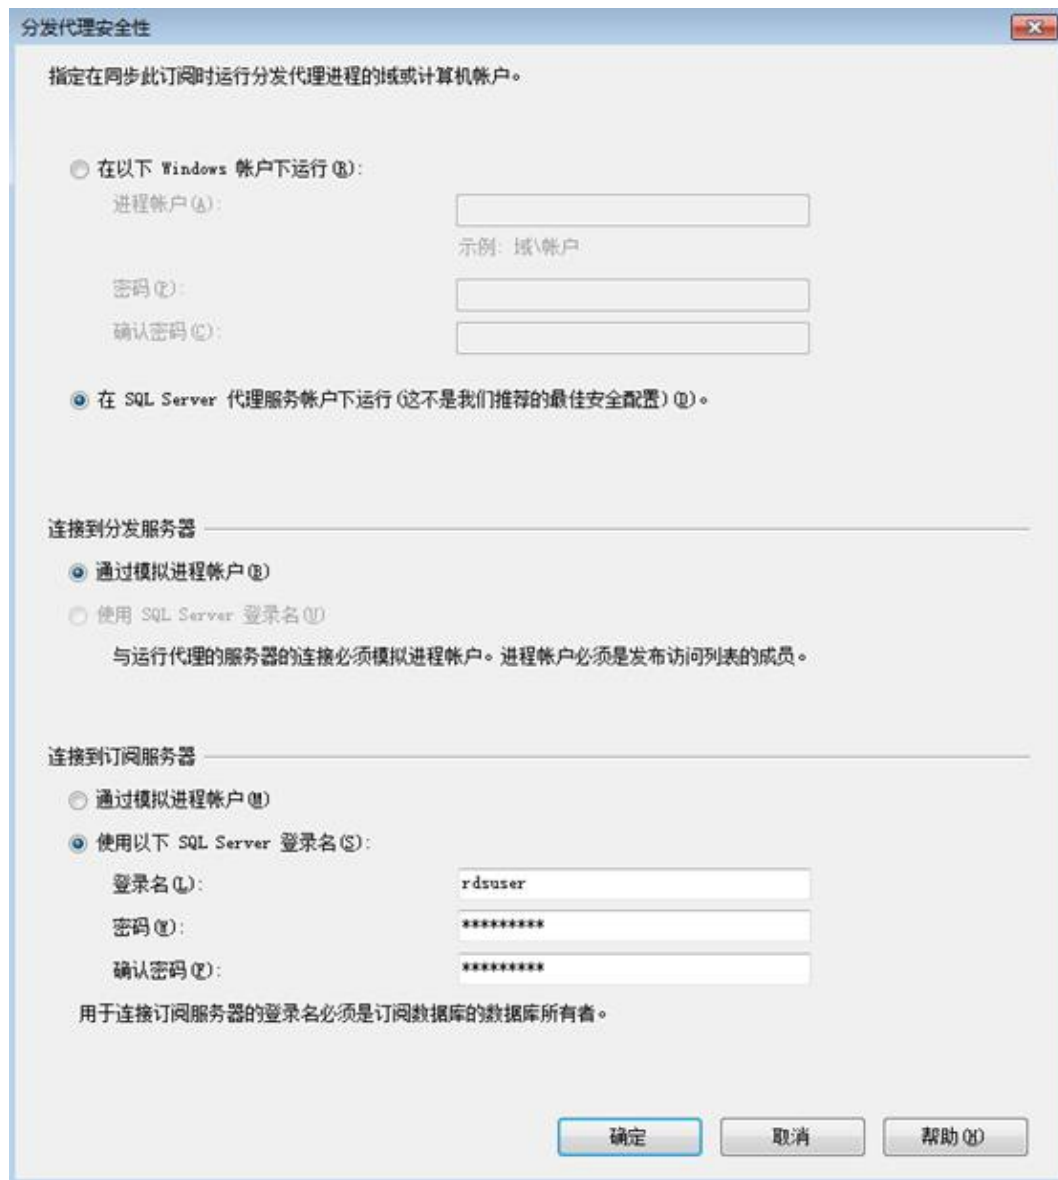 分发代理安全性
指定在同步此订阅时运行分发代理进程的域或计算机帐户。
在以下 Windows 帐户下运行(R):
进程帐户(A):
示例: 域\帐户
密码(P):
确认密码(C):
在 SQL Server 代理服务帐户下运行(这不是我们推荐的最佳安全配置)(D)。
连接到分发服务器
通过模拟进程帐户(B)
使用 SQL Server 登录名(U)
与运行代理的服务器的连接必须模拟进程帐户。进程帐户必须是发布访问列表的成员。
连接到订阅服务器
通过模拟进程帐户(M)
使用以下 SQL Server 登录名(S):
登录名(L): rdsuser
密码(W): *********
确认密码(F): *********
用于连接订阅服务器的登录名必须是订阅数据库的数据库所有者。
确定 取消 帮助(H)